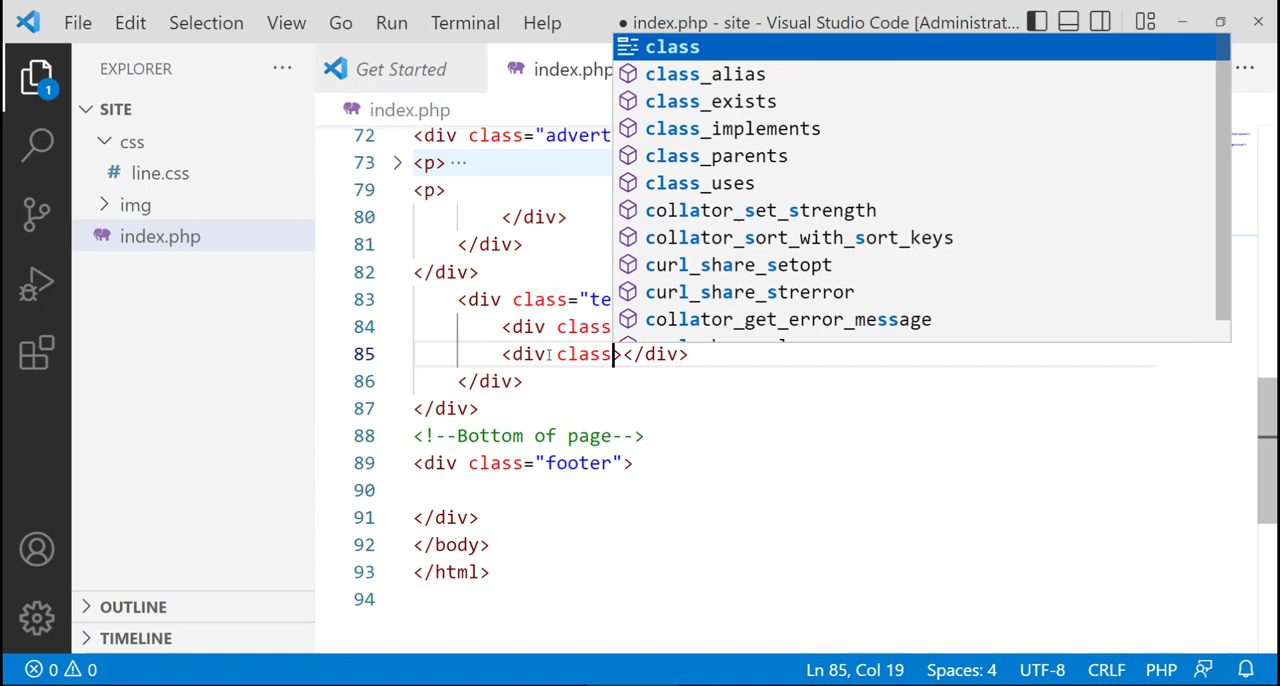 File Edit Selection View Go Run Terminal Help ● index.php - site - Visual Studio Code [Administrat...
EXPLORER ···
Get Started
index.php
···
SITE
css
# line.css
img
index.php
1
index.php
72 <div class="advert
73 <p>···
79 <p>
80 </div>
81 </div>
82 </div>
83 <div class="te
84 <div class
85 <div class></div>
86 </div>
87 </div>
88 <!--Bottom of page-->
89 <div class="footer">
90
91 </div>
92 </body>
93 </html>
94
class
class_alias
class_exists
class_implements
class_parents
class_uses
collator_set_strength
collator_sort_with_sort_keys
curl_share_setopt
curl_share_strerror
collator_get_error_message
OUTLINE
TIMELINE
0 0 Ln 85, Col 19 Spaces: 4 UTF-8 CRLF PHP